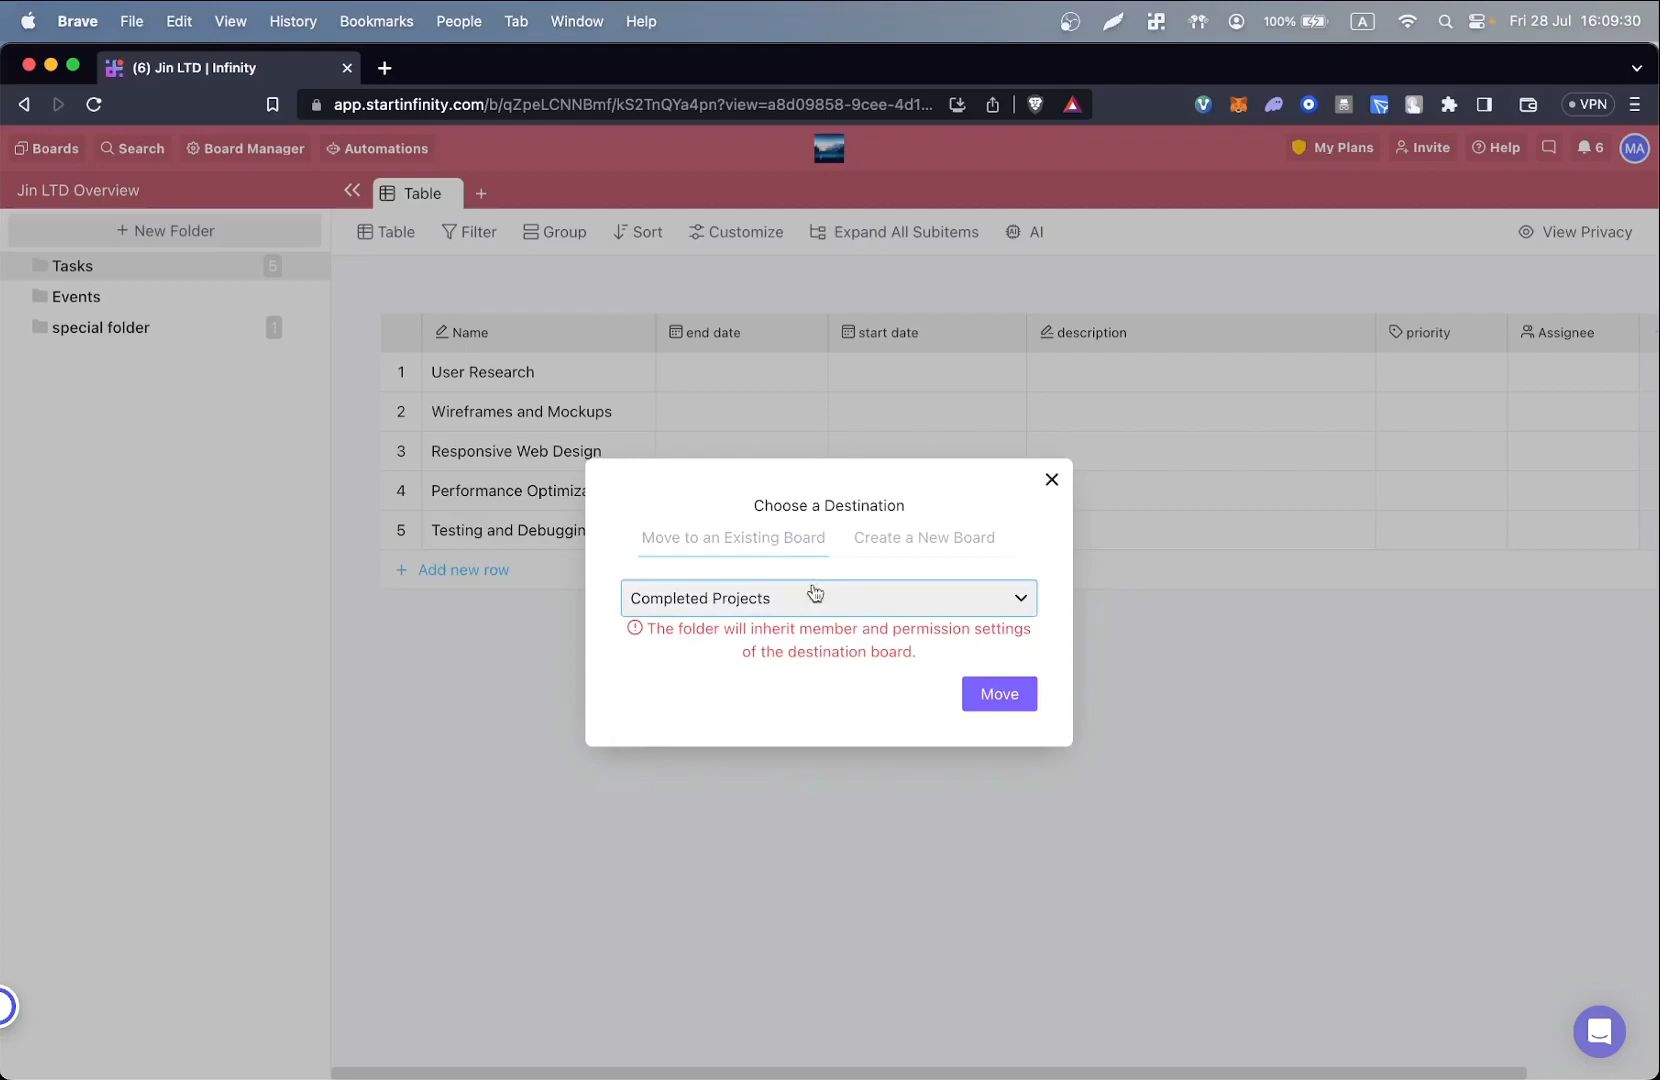 Brave File Edit View History Bookmarks People Tab Window Help 100% A Fri 28 Jul 16:09:30
(6) Jin LTD | Infinity
app.startinfinity.com/b/qZpeLCNNBmf/kS2TnQYa4pn?view=a8d09858-9cee-4d1... VPN
Boards Search Board Manager Automations My Plans Invite Help 6 MA
Jin LTD Overview Table
+ New Folder Table Filter Group Sort Customize Expand All Subitems AI View Privacy
Tasks 5
Events
special folder 1
Name end date start date description priority Assignee
1 User Research
2 Wireframes and Mockups
3 Responsive Web Design
4 Performance Optimiza
5 Testing and Debuggin
+ Add new row
Choose a Destination
Move to an Existing Board Create a New Board
Completed Projects
The folder will inherit member and permission settings
of the destination board.
Move